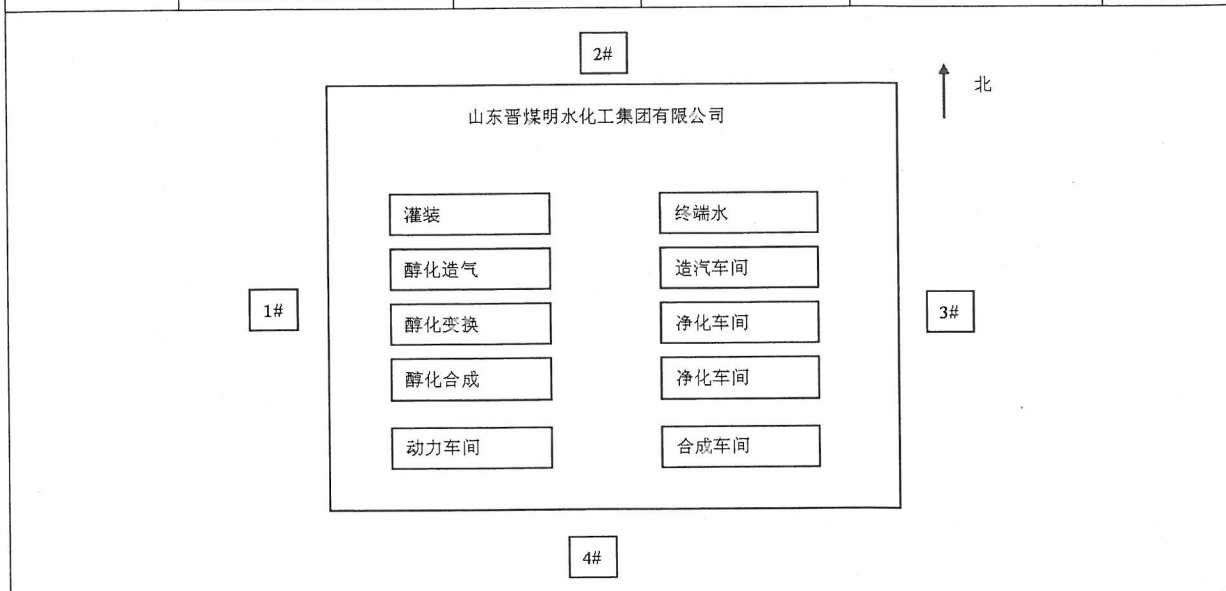 2#
北
山东晋煤明水化工集团有限公司
灌装
终端水
醇化造气
造汽车间
1#
醇化变换
净化车间
3#
醇化合成
净化车间
动力车间
合成车间
4#